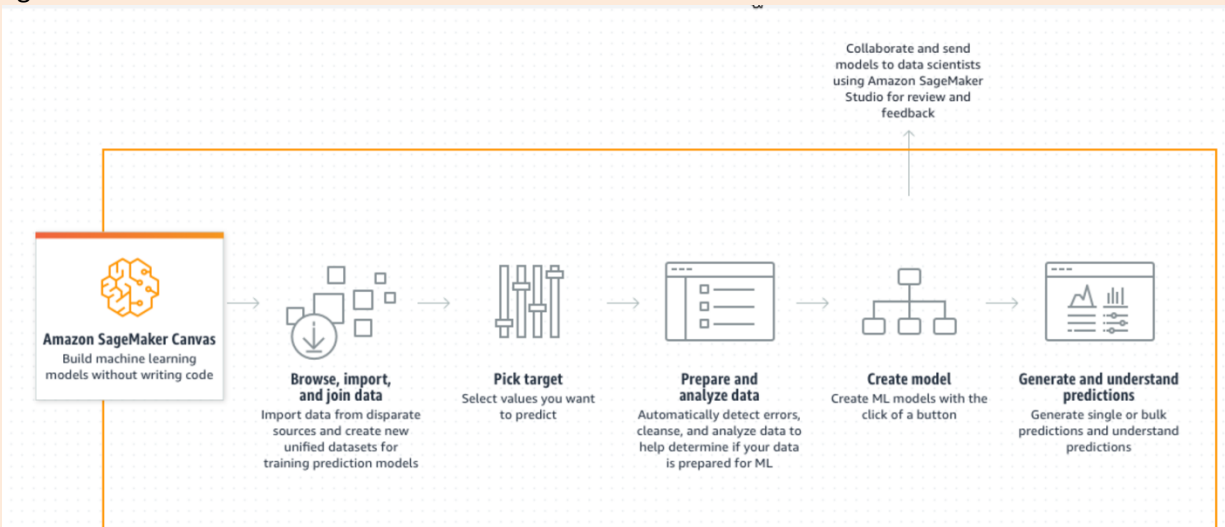 Collaborate and send
models to data scientists
using Amazon SageMaker
Studio for review and
feedback
Amazon SageMaker Canvas
Build machine learning
models without writing code
Browse, import,
and join data
Import data from disparate
sources and create new
unified datasets for
training prediction models
Pick target
Select values you want
to predict
Prepare and
analyze data
Automatically detect errors,
cleanse, and analyze data to
help determine if your data
is prepared for ML
Create model
Create ML models with the
click of a button
Generate and understand
predictions
Generate single or bulk
predictions and understand
predictions